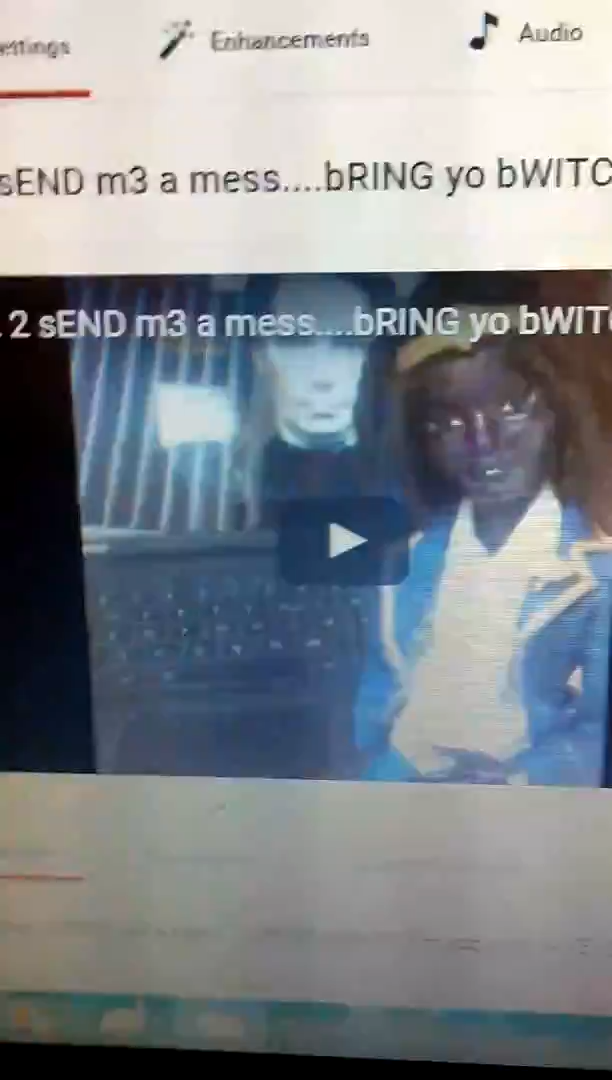 ettings Enhancements Audio
sEND m3 a mess....bRING yo bWITC
2 sEND m3 a mess....bRING yo bWIT